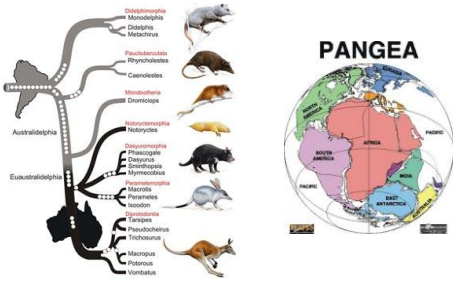 Didelphimorphia
Monodelphis
Didelphis
Metachirus
Paucituberculata
Rhyncholestes
Caenolestes
Microbiotheria
Dromiciops
Australidelphia
Notoryctemorphia
Notoryctes
Dasyuromorphia
Phascogale
Dasyurus
Sminthopsis
Myrmecobius
Euaustralidelphia
Peramelemorphia
Macrotis
Perameles
Isoodon
Diprotodontia
Tarsipes
Pseudocheirus
Trichosurus
Macropus
Potorous
Vombatus
PANGEA
EURASIA
NORTH
AMERICA
PACIFIC
AFRICA
SOUTH
AMERICA
INDIA
PACIFIC
EAST
ANTARCTICA
AUSTRALIA